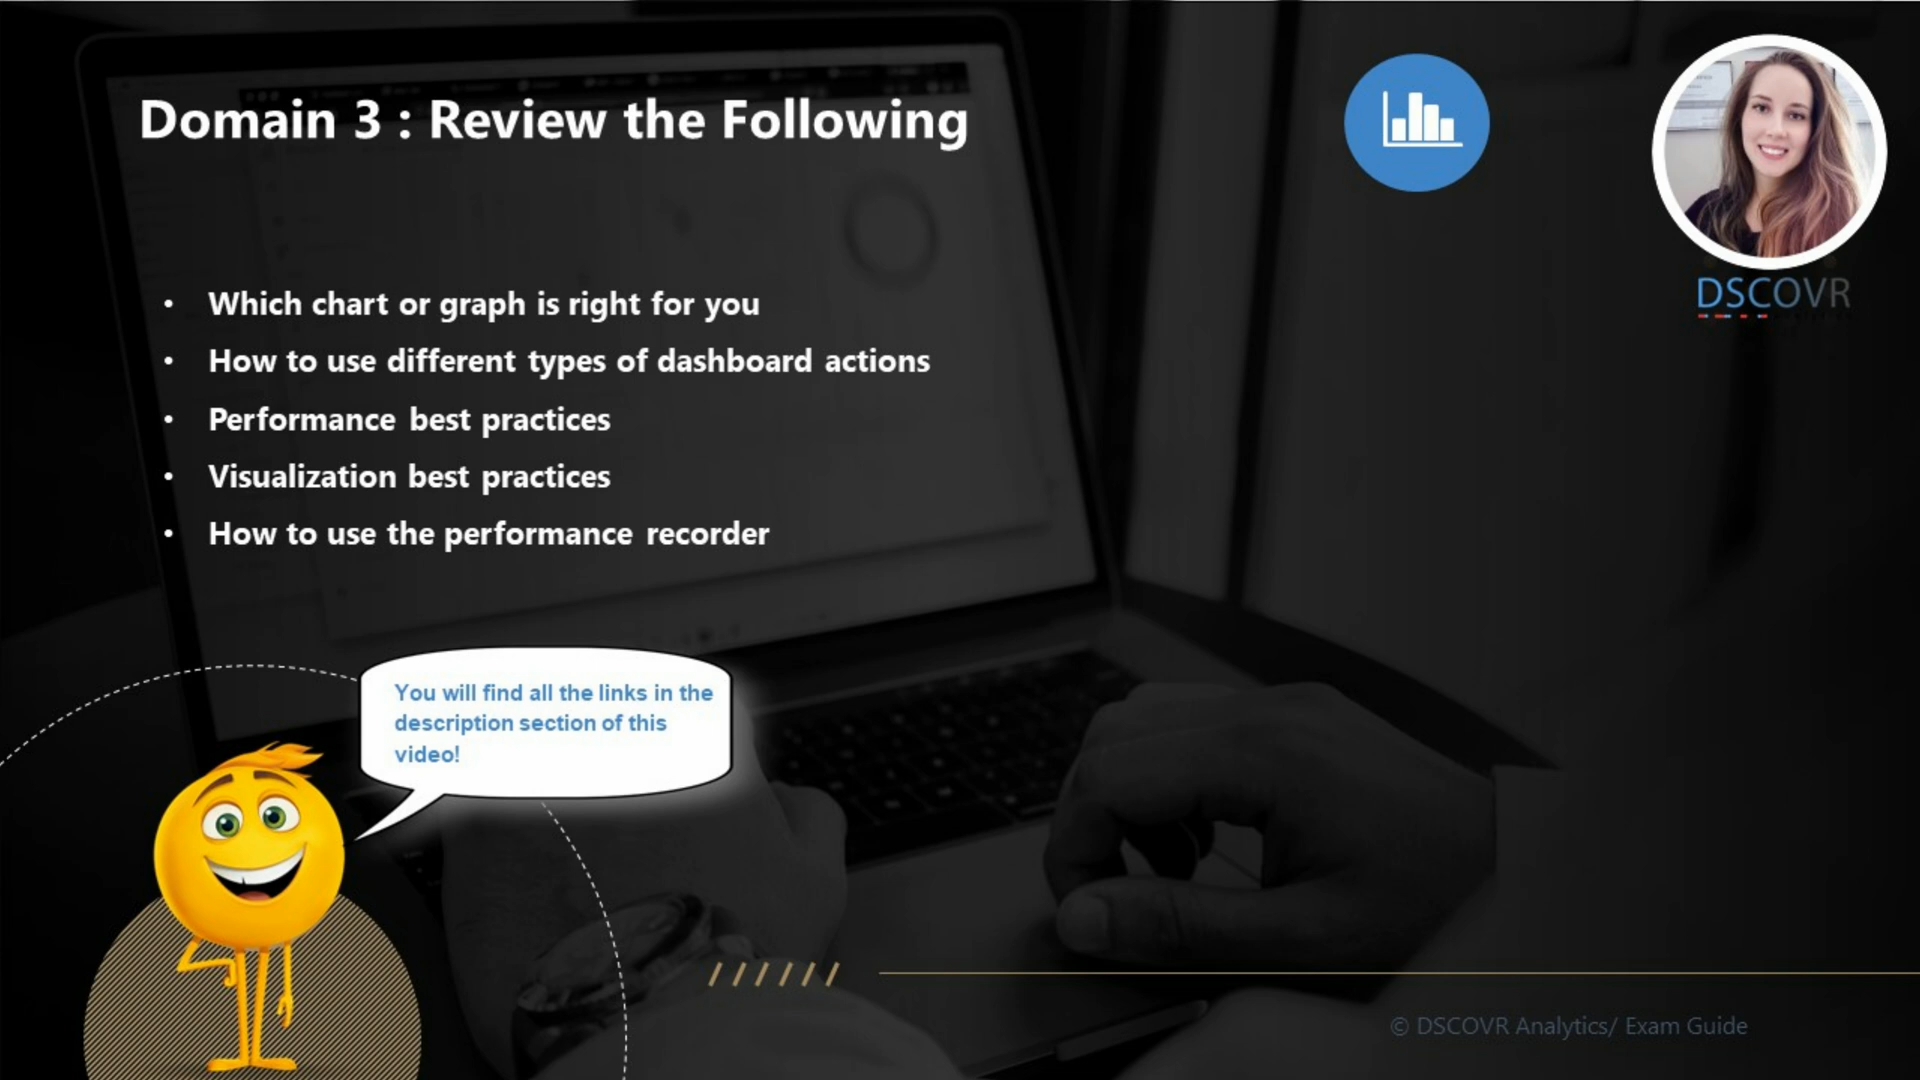 Domain 3 : Review the Following
DSCOVR
• Which chart or graph is right for you
• How to use different types of dashboard actions
• Performance best practices
• Visualization best practices
• How to use the performance recorder
You will find all the links in the
description section of this
video!
© DSCOVR Analytics/ Exam Guide